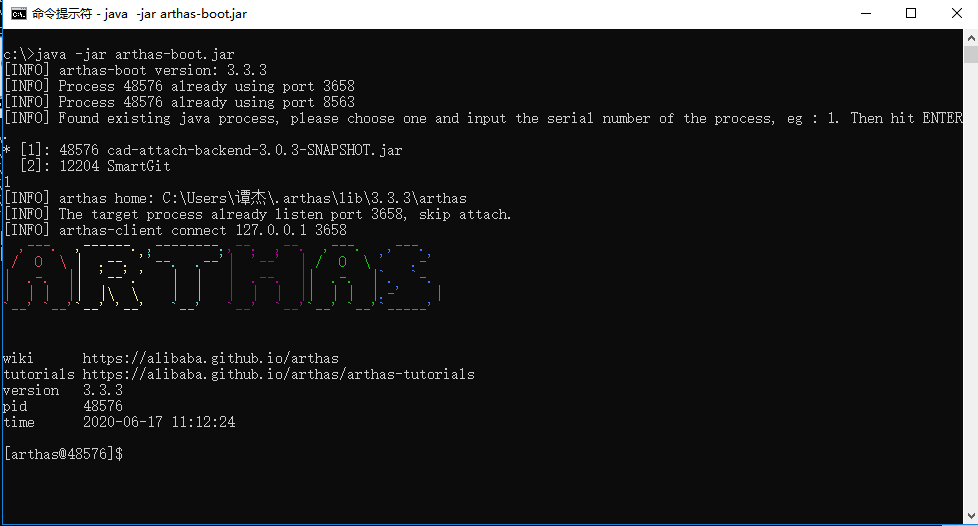 命令提示符 - java -jar arthas-boot.jar
c:\>java -jar arthas-boot.jar
[INFO] arthas-boot version: 3.3.3
[INFO] Process 48576 already using port 3658
[INFO] Process 48576 already using port 8563
[INFO] Found existing java process, please choose one and input the serial number of the process, eg : 1. Then hit ENTER
.
* [1]: 48576 cad-attach-backend-3.0.3-SNAPSHOT.jar
[2]: 12204 SmartGit
1
[INFO] arthas home: C:\Users\谭杰\.arthas\lib\3.3.3\arthas
[INFO] The target process already listen port 3658, skip attach.
[INFO] arthas-client connect 127.0.0.1 3658
ARTHAS
wiki https://alibaba.github.io/arthas
tutorials https://alibaba.github.io/arthas/arthas-tutorials
version 3.3.3
pid 48576
time 2020-06-17 11:12:24
[arthas@48576]$